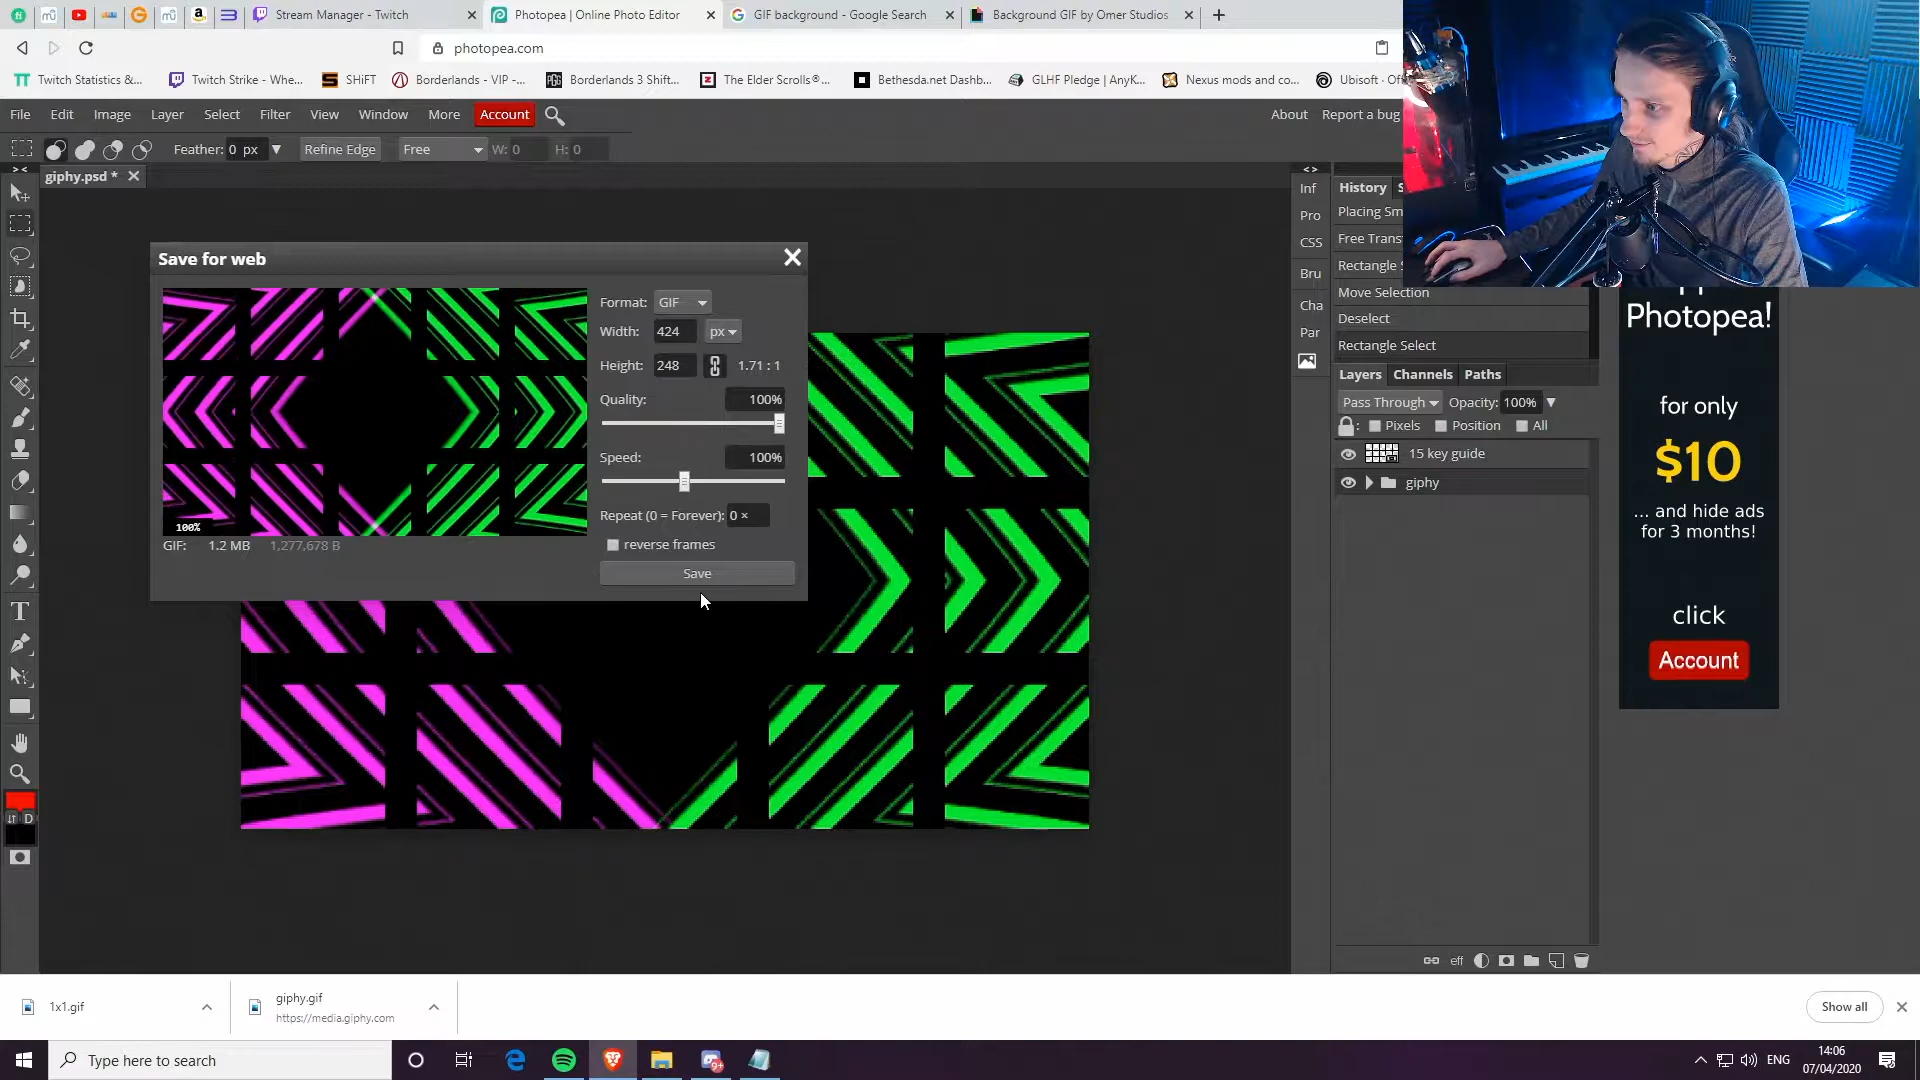 Stream Manager - Twitch
Photopea | Online Photo Editor
GIF background - Google Search
Background GIF by Omer Studios
photopea.com
Twitch Statistics &...
Twitch Strike - Whe...
SHiFT
Borderlands - VIP -...
Borderlands 3 Shift...
The Elder Scrolls®...
Bethesda.net Dashb...
GLHF Pledge | AnyK...
Nexus mods and co...
Ubisoft · Of
File Edit Image Layer Select Filter View Window More Account
About Report a bug
Feather: 0 px Refine Edge Free W: 0 H: 0
giphy.psd *
Save for web
Format: GIF
Width: 424 px
Height: 248 1.71 : 1
Quality: 100%
Speed: 100%
Repeat (0 = Forever): 0 ×
reverse frames
Save
100%
GIF: 1.2 MB 1,277,678 B
Inf
Pro
CSS
Bru
Cha
Par
History S
Placing Sm
Free Trans
Rectangle S
Move Selection
Deselect
Rectangle Select
Layers Channels Paths
Pass Through Opacity: 100%
: Pixels Position All
15 key guide
giphy
eff
Photopea!
for only
$10
... and hide ads
for 3 months!
click
Account
D
1x1.gif
giphy.gif
https://media.giphy.com
Show all
Type here to search
9+
ENG
14:06
07/04/2020